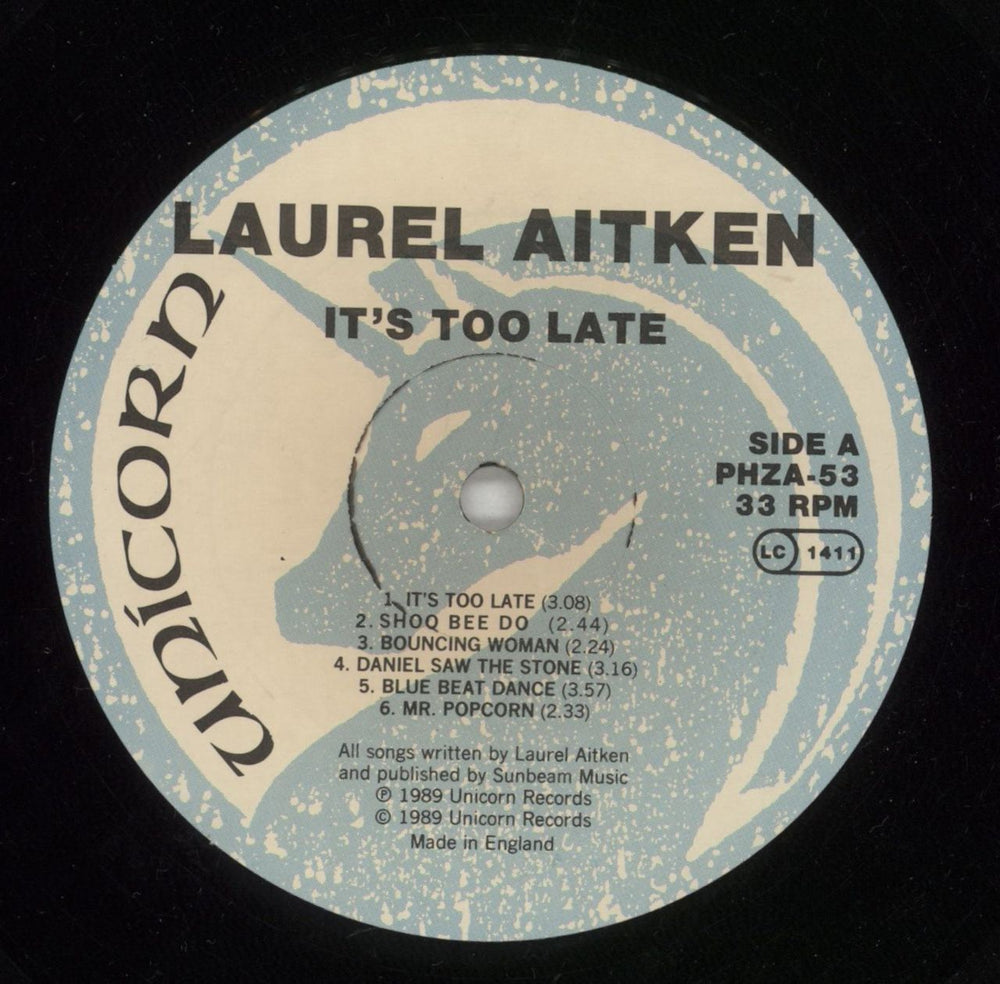 LAUREL AITKEN
IT'S TOO LATE
unicorn
SIDE A
PHZA-53
33 RPM
LC 1411
1. IT'S TOO LATE (3.08)
2. SHOQ BEE DO (2.44)
3. BOUNCING WOMAN (2.24)
4. DANIEL SAW THE STONE (3.16)
5. BLUE BEAT DANCE (3.57)
6. MR. POPCORN (2.33)
All songs written by Laurel Aitken
and published by Sunbeam Music
℗ 1989 Unicorn Records
© 1989 Unicorn Records
Made in England